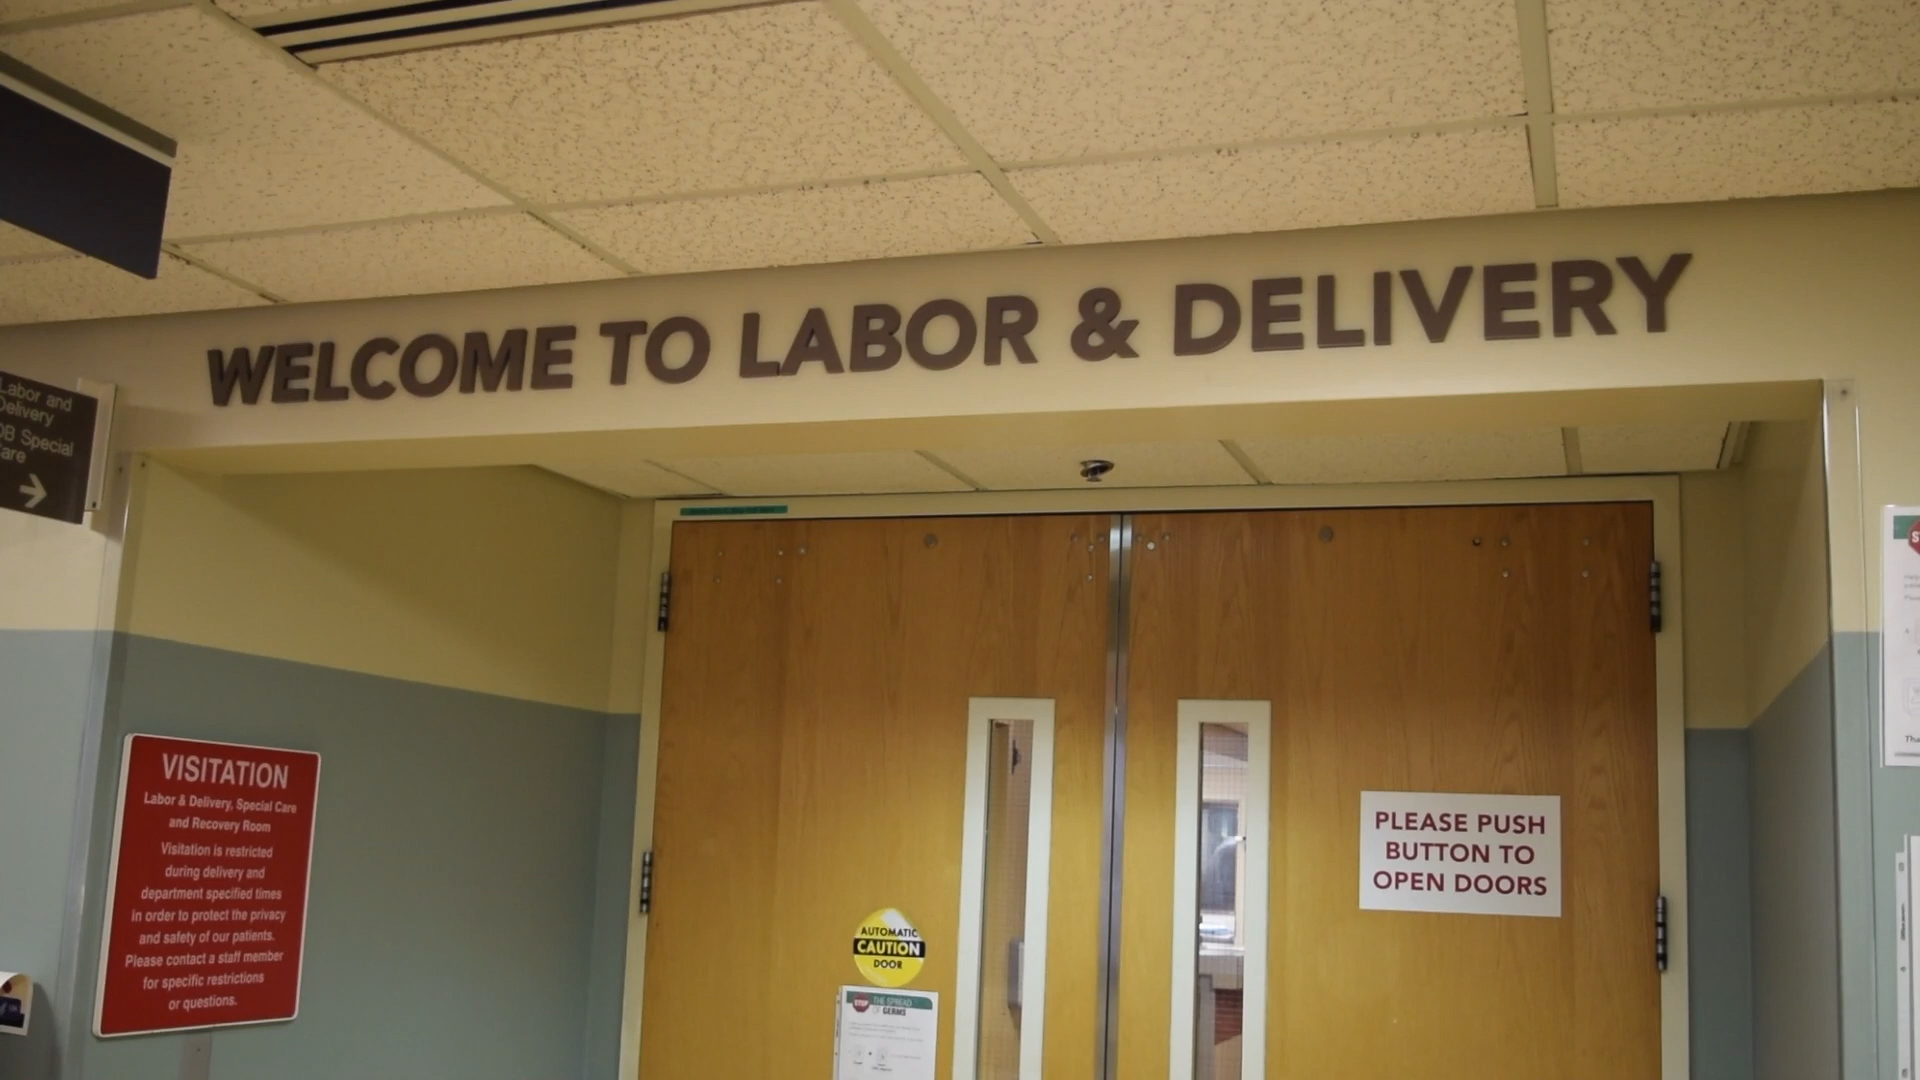 WELCOME TO LABOR & DELIVERY
Labor and
Delivery
OB Special
Care
VISITATION
Labor & Delivery, Special Care
and Recovery Room
Visitation is restricted
during delivery and
department specified times
in order to protect the privacy
and safety of our patients.
Please contact a staff member
for specific restrictions
or questions.
AUTOMATIC
CAUTION
DOOR
STOP THE SPREAD
OF GERMS
PLEASE PUSH
BUTTON TO
OPEN DOORS